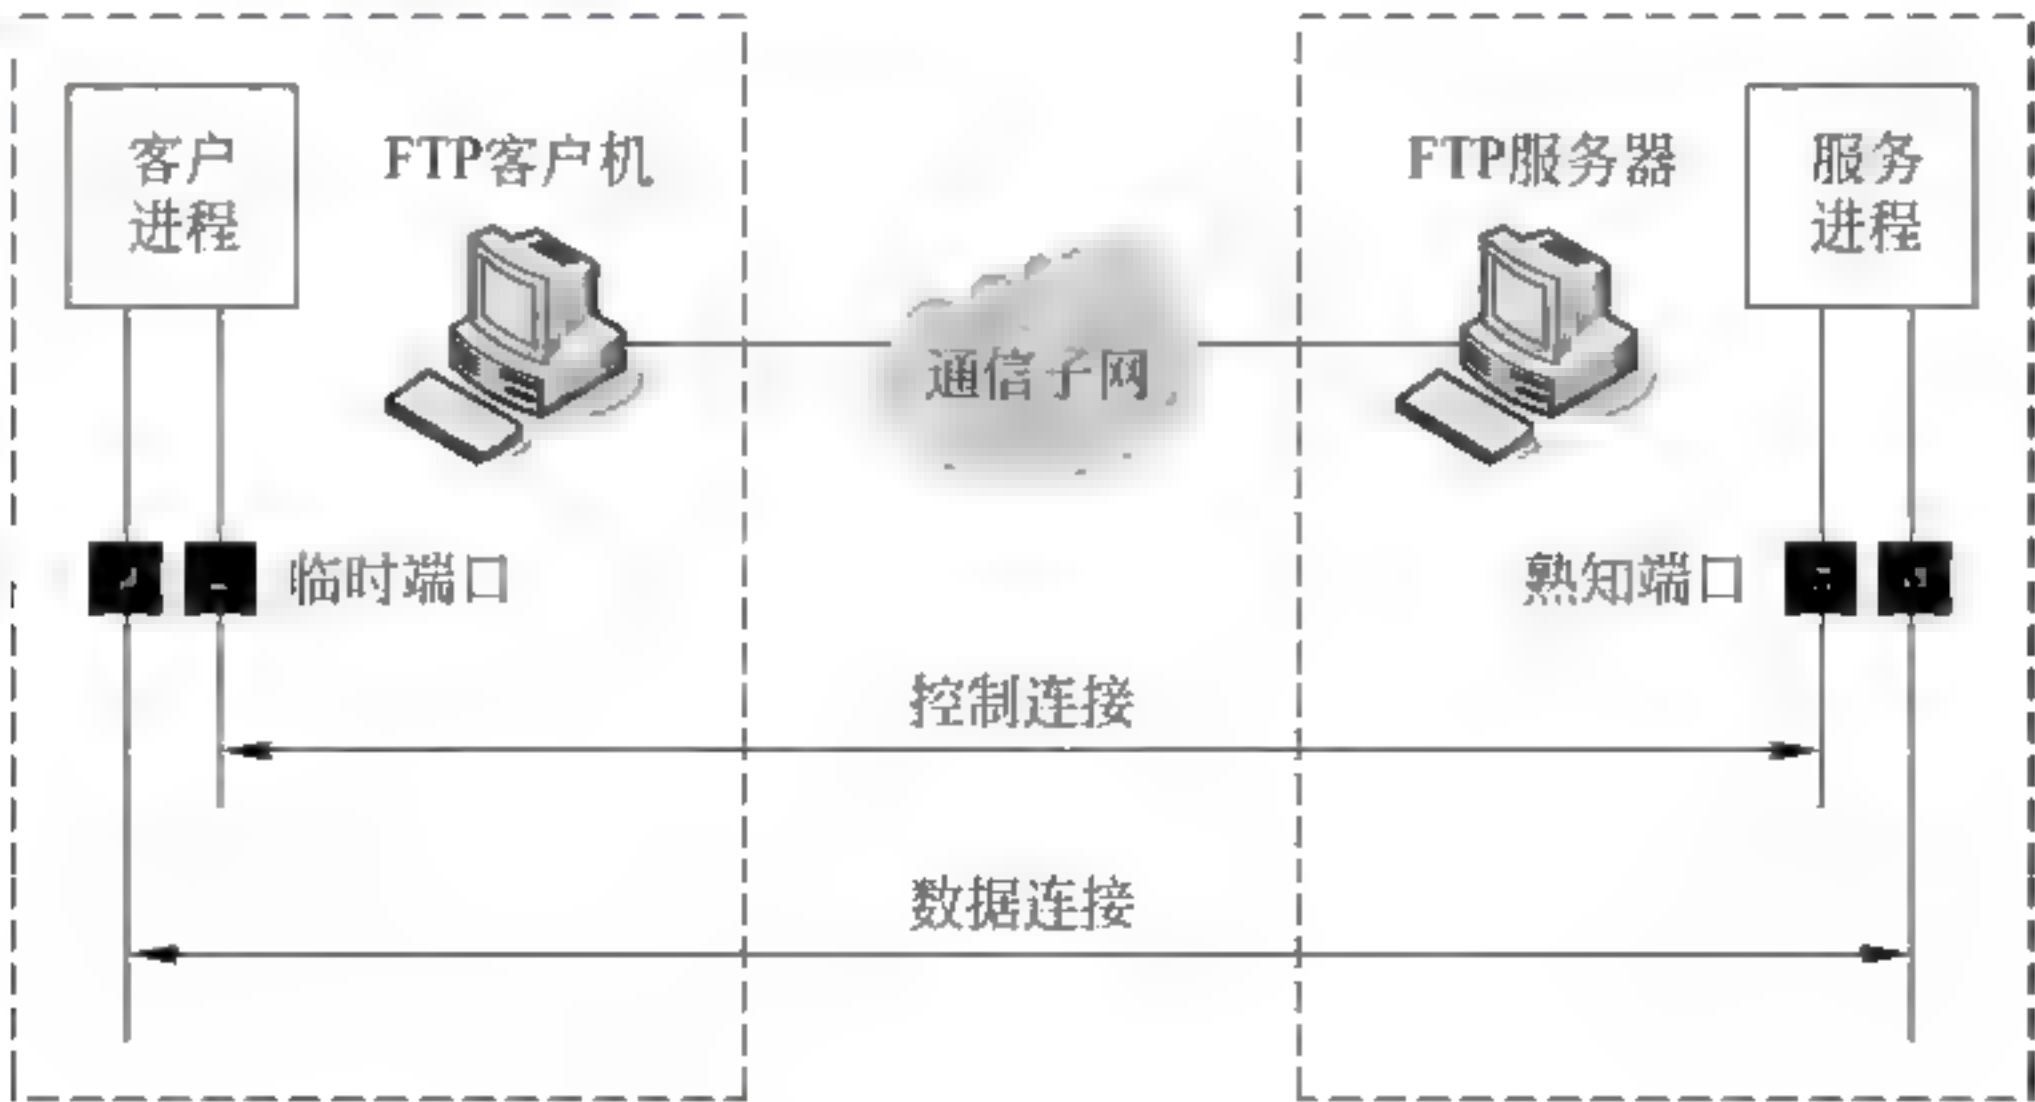 客户
进程
FTP客户机
FTP服务器
服务
进程
通信子网
临时端口
熟知端口
控制连接
数据连接